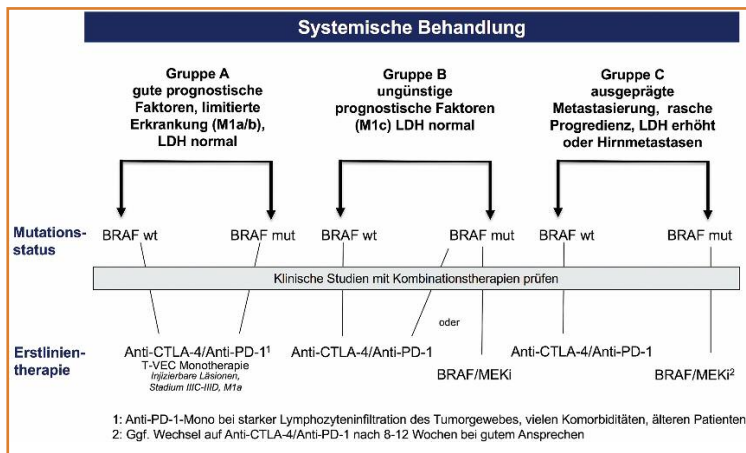 Systemische Behandlung
Gruppe A
gute prognostische
Faktoren, limitierte
Erkrankung (M1a/b),
LDH normal
Gruppe B
ungünstige
prognostische Faktoren
(M1c) LDH normal
Gruppe C
ausgeprägte
Metastasierung, rasche
Progredienz, LDH erhöht
oder Hirnmetastasen
Mutations-
status
BRAF wt BRAF mut BRAF wt BRAF mut BRAF wt BRAF mut
Klinische Studien mit Kombinationstherapien prüfen
oder
Erstlinien-
therapie
Anti-CTLA-4/Anti-PD-1¹
T-VEC Monotherapie
Injizierbare Läsionen,
Stadium IIIC-IIID, M1a
Anti-CTLA-4/Anti-PD-1
BRAF/MEKi
Anti-CTLA-4/Anti-PD-1
BRAF/MEKi²
1: Anti-PD-1-Mono bei starker Lymphozyteninfiltration des Tumorgewebes, vielen Komorbiditäten, älteren Patienten
2: Ggf. Wechsel auf Anti-CTLA-4/Anti-PD-1 nach 8-12 Wochen bei gutem Ansprechen